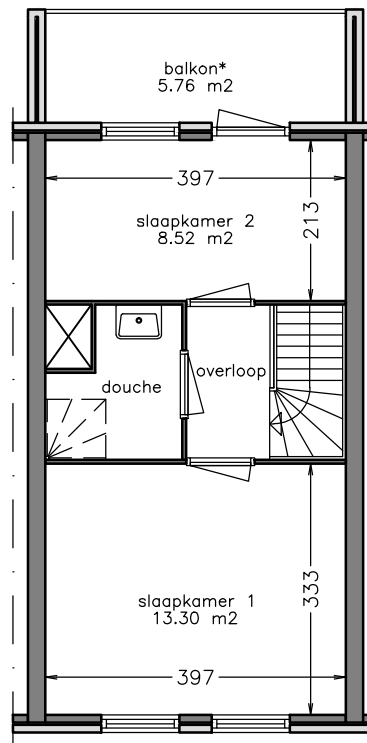 balkon*
5.76 m2
397
slaapkamer 2
8.52 m2
213
douche
overloop
slaapkamer 1
13.30 m2
333
397